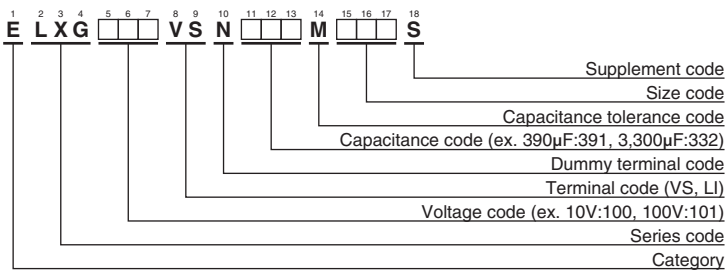 1 2 3 4 5 6 7 8 9 10 11 12 13 14 15 16 17 18
E LXG VS N M S
Supplement code
Size code
Capacitance tolerance code
Capacitance code (ex. 390µF:391, 3,300µF:332)
Dummy terminal code
Terminal code (VS, LI)
Voltage code (ex. 10V:100, 100V:101)
Series code
Category